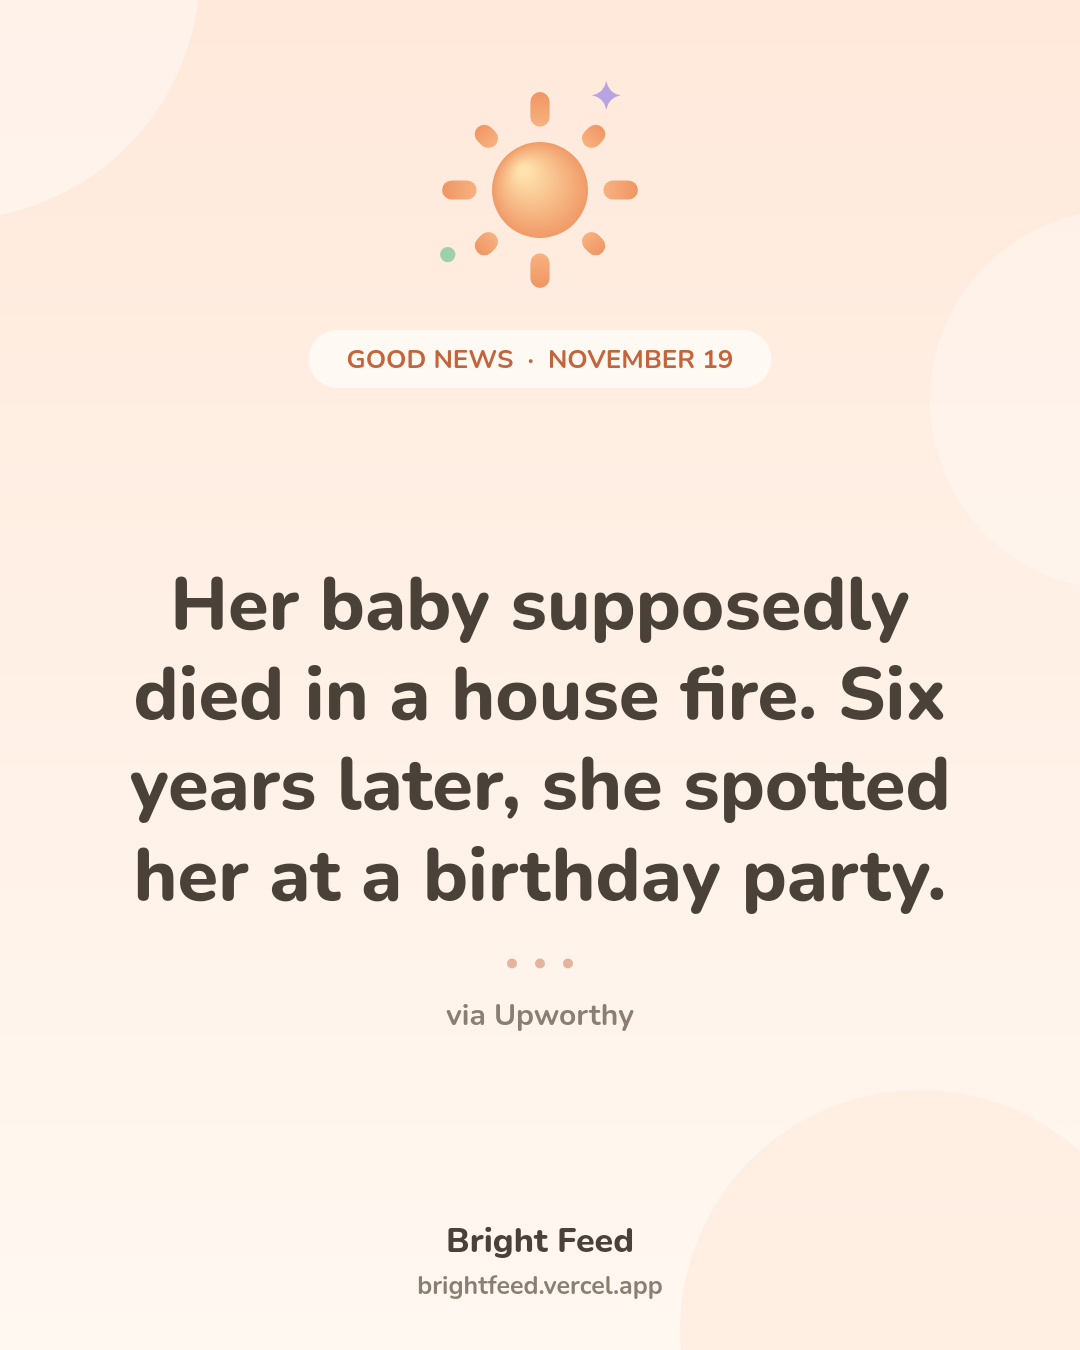 GOOD NEWS · NOVEMBER 19
Her baby supposedly
died in a house fire. Six
years later, she spotted
her at a birthday party.
via Upworthy
Bright Feed
brightfeed.vercel.app